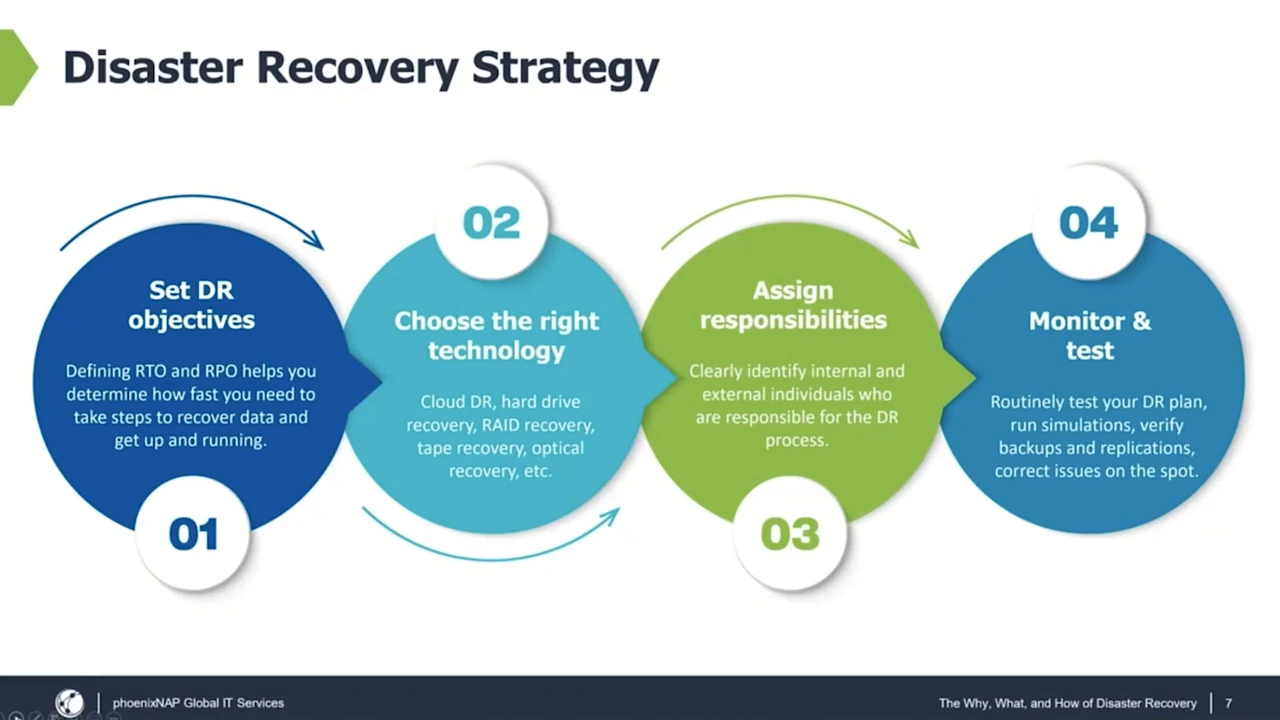 Disaster Recovery Strategy
01
Set DR
objectives
Defining RTO and RPO helps you
determine how fast you need to
take steps to recover data and
get up and running.
02
Choose the right
technology
Cloud DR, hard drive
recovery, RAID recovery,
tape recovery, optical
recovery, etc.
03
Assign
responsibilities
Clearly identify internal and
external individuals who
are responsible for the DR
process.
04
Monitor &
test
Routinely test your DR plan,
run simulations, verify
backups and replications,
correct issues on the spot.
phoenixNAP Global IT Services
The Why, What, and How of Disaster Recovery
7